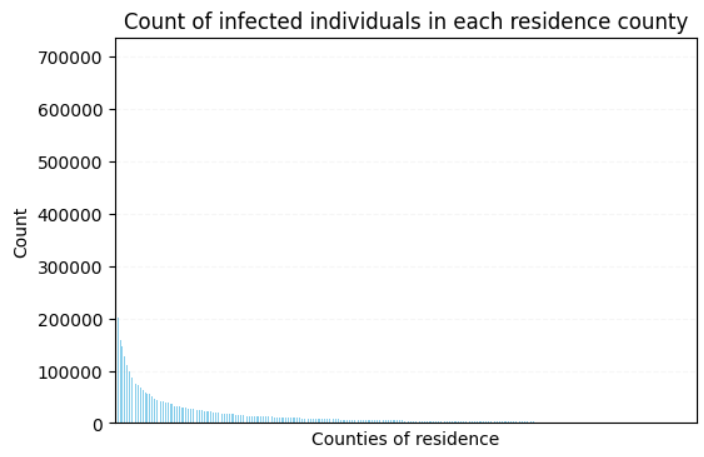 Count of infected individuals in each residence county
700000
600000
500000
400000
300000
200000
100000
0
Count
Counties of residence